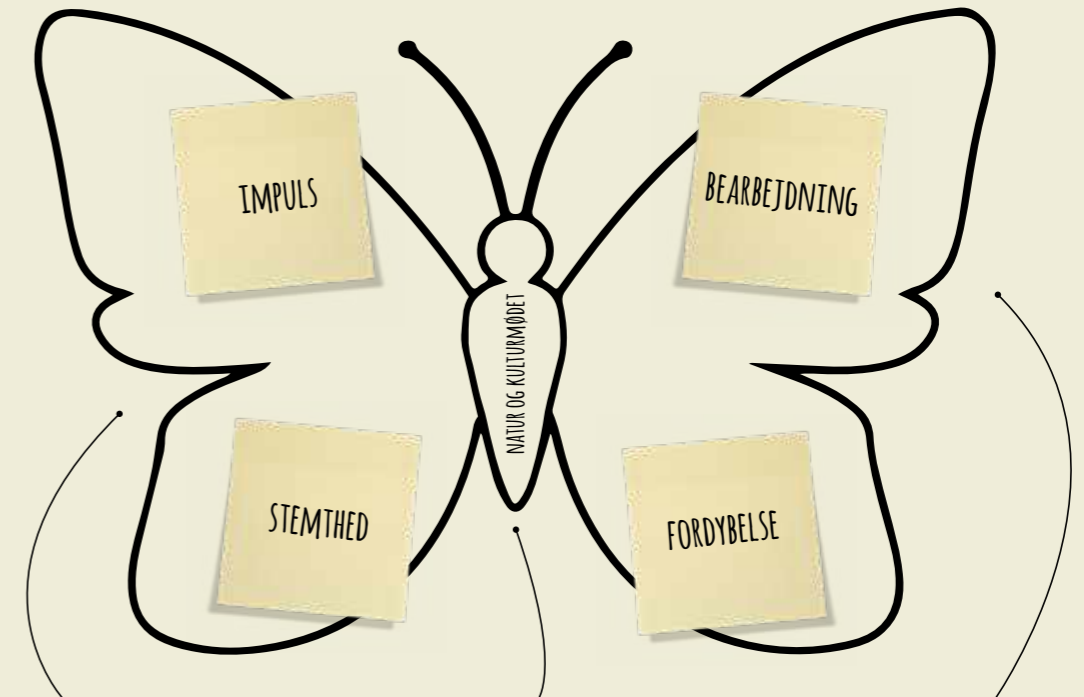 IMPULS
BEARBEJDNING
NATUR OG KULTURMØDET
STEMTHED
FORDYBELSE